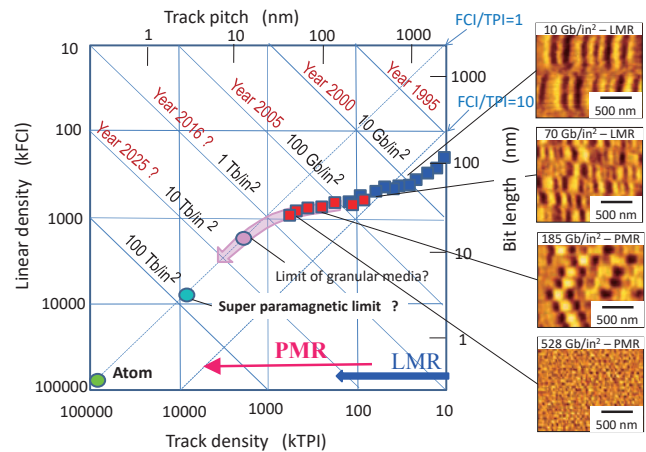 Track pitch (nm)
1 10 100 1000
FCI/TPI=1
FCI/TPI=10
10
100
1000
10000
100000
Linear density (kFCI)
1000
100
10
1
Bit length (nm)
Year 1995
Year 2000
Year 2005
Year 2016 ?
Year 2025 ?
10 Gb/in²
100 Gb/in²
1 Tb/in²
10 Tb/in²
100 Tb/in²
Limit of granular media?
Super paramagnetic limit ?
PMR
LMR
Atom
100000 10000 1000 100 10
Track density (kTPI)
10 Gb/in² – LMR
500 nm
70 Gb/in² – LMR
500 nm
185 Gb/in² – PMR
500 nm
528 Gb/in² – PMR
500 nm